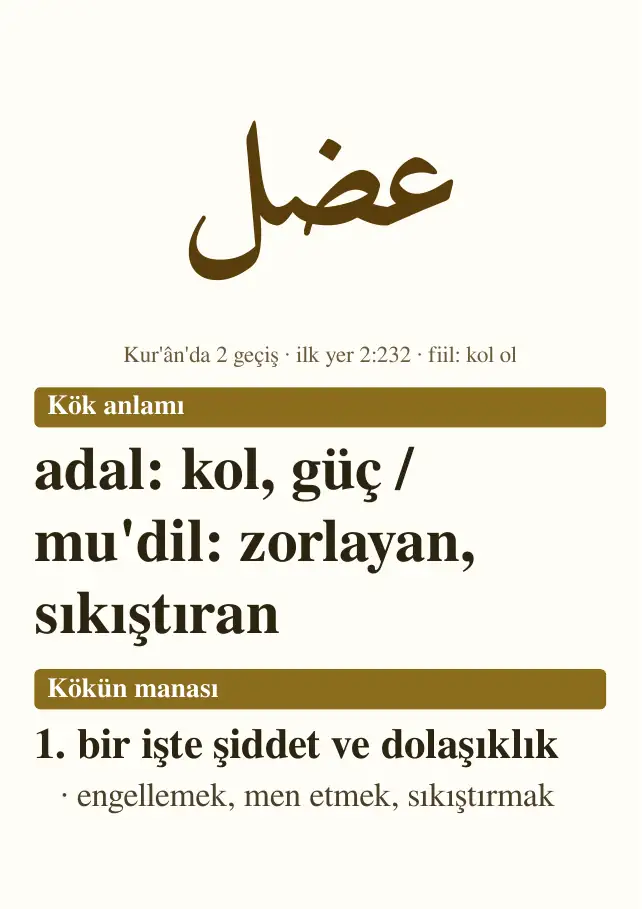 عضل
Kur'ân'da 2 geçiş · ilk yer 2:232 · fiil: kol ol
Kök anlamı
adal: kol, güç /
mu'dil: zorlayan,
sıkıştıran
Kökün manası
1. bir işte şiddet ve dolaşıklık
· engellemek, men etmek, sıkıştırmak